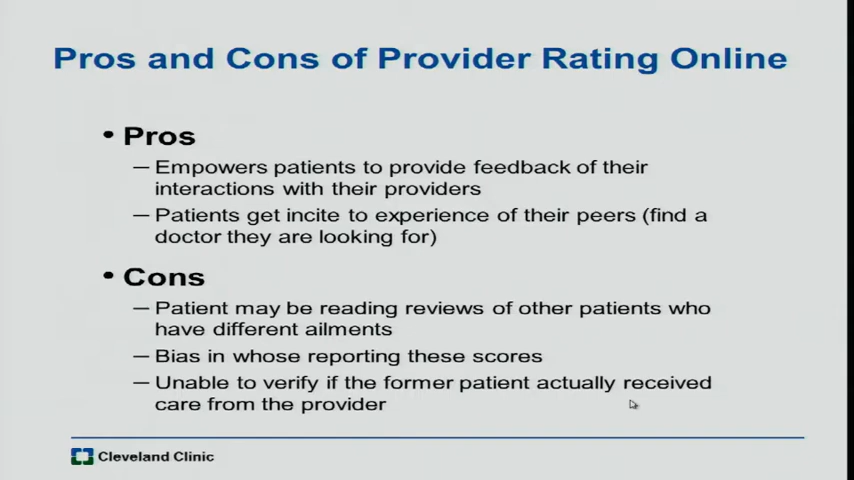 Pros and Cons of Provider Rating Online
• Pros
– Empowers patients to provide feedback of their
interactions with their providers
– Patients get incite to experience of their peers (find a
doctor they are looking for)
• Cons
– Patient may be reading reviews of other patients who
have different ailments
– Bias in whose reporting these scores
– Unable to verify if the former patient actually received
care from the provider
Cleveland Clinic